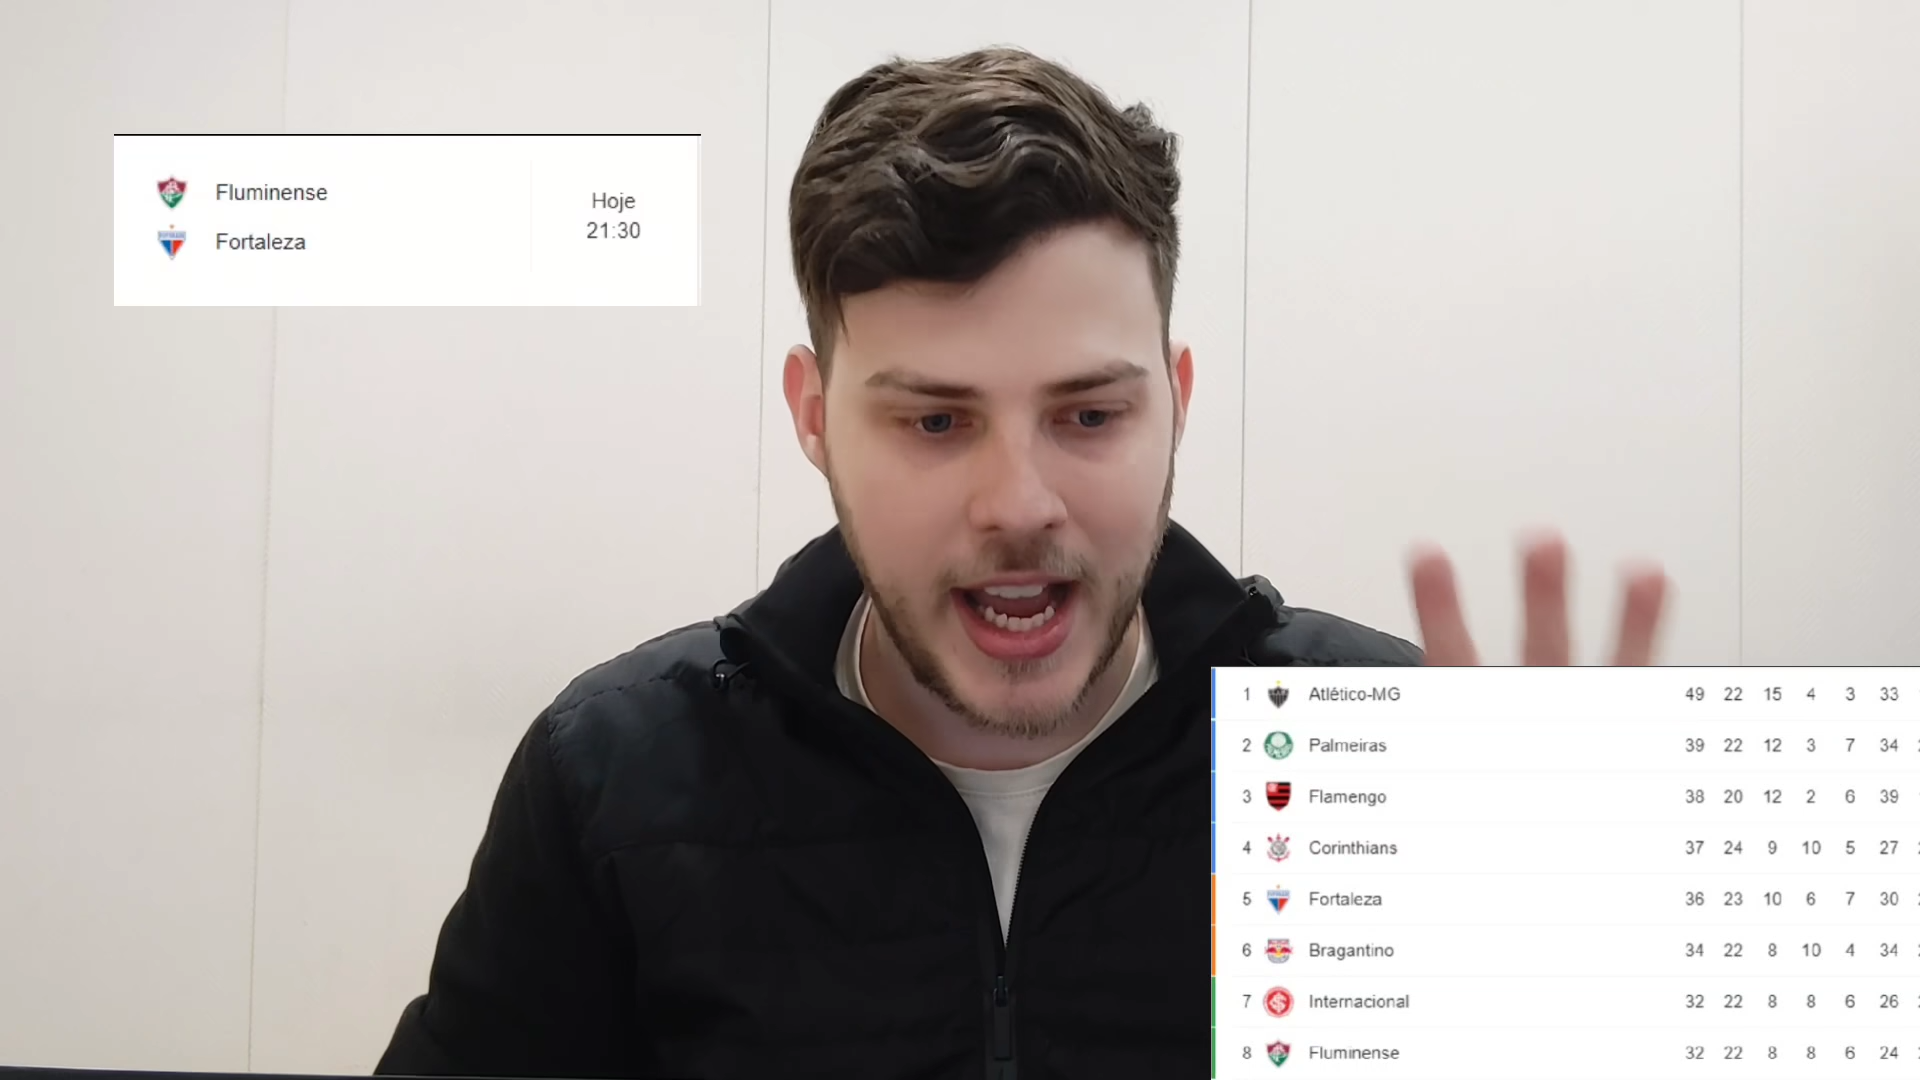 Fluminense
Fortaleza
Hoje
21:30
1 Atlético-MG 49 22 15 4 3 33
2 Palmeiras 39 22 12 3 7 34
3 Flamengo 38 20 12 2 6 39
4 Corinthians 37 24 9 10 5 27
5 Fortaleza 36 23 10 6 7 30
6 Bragantino 34 22 8 10 4 34
7 Internacional 32 22 8 8 6 26
8 Fluminense 32 22 8 8 6 24